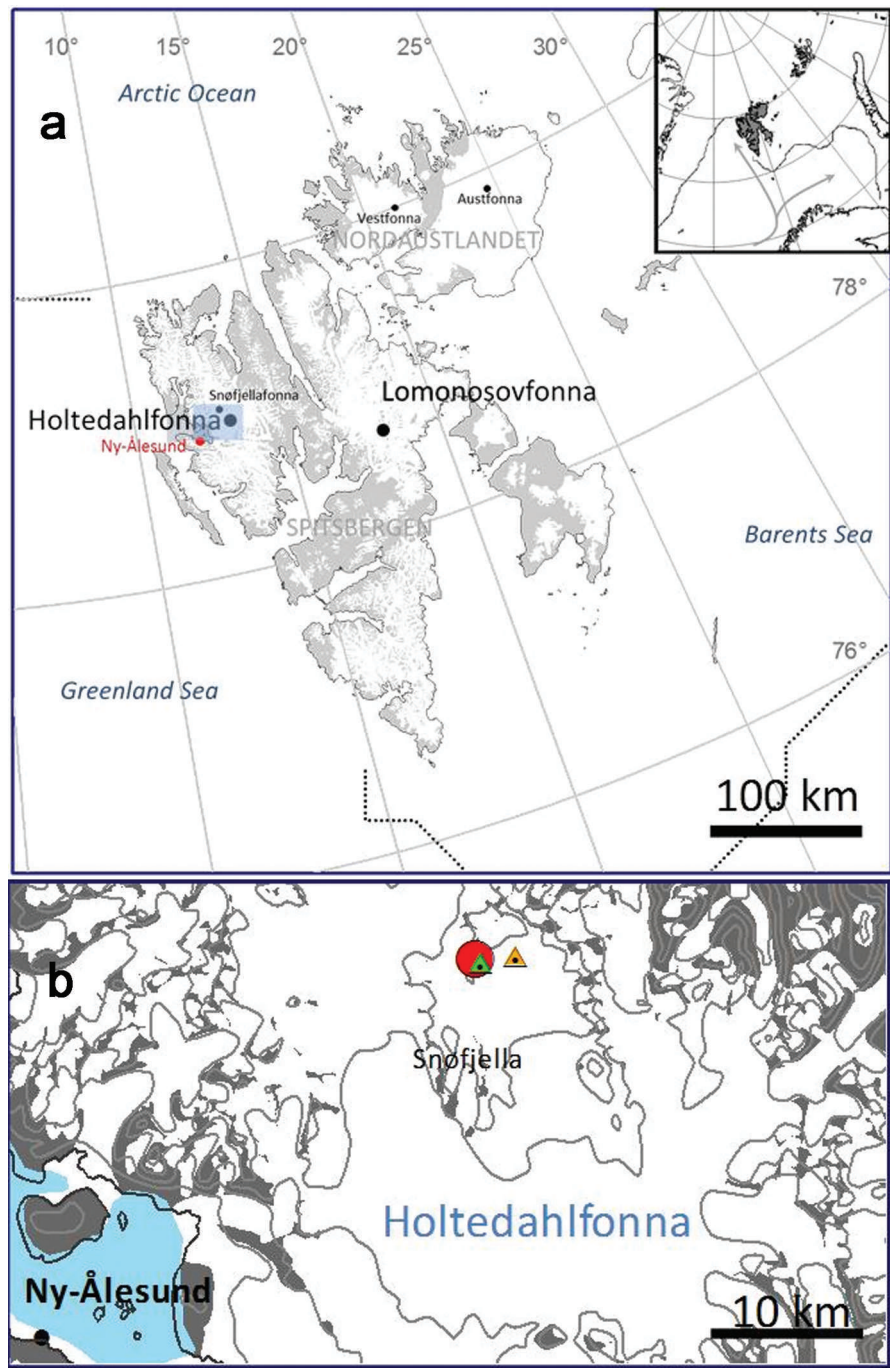 10°
15°
20°
25°
30°
Arctic Ocean
a
Austfonna
Vestfonna
NORDAUSTLANDET
78°
Snøfjellafonna
Lomonosovfonna
Holtedahlfonna
Ny-Ålesund
SPITSBERGEN
Barents Sea
76°
Greenland Sea
100 km
b
Snøfjella
Holtedahlfonna
Ny-Ålesund
10 km